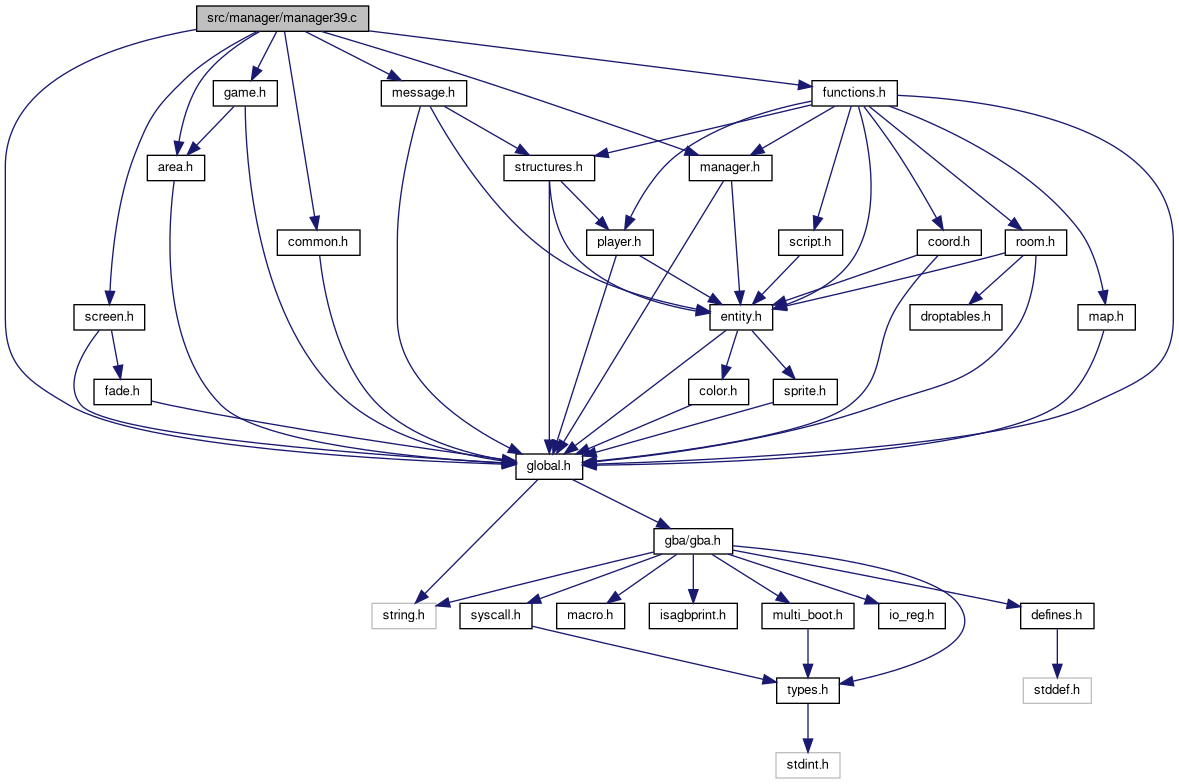 src/manager/manager39.c
game.h
message.h
functions.h
area.h
structures.h
manager.h
common.h
player.h
script.h
coord.h
room.h
screen.h
entity.h
droptables.h
map.h
fade.h
color.h
sprite.h
global.h
gba/gba.h
string.h
syscall.h
macro.h
isagbprint.h
multi_boot.h
io_reg.h
defines.h
types.h
stddef.h
stdint.h